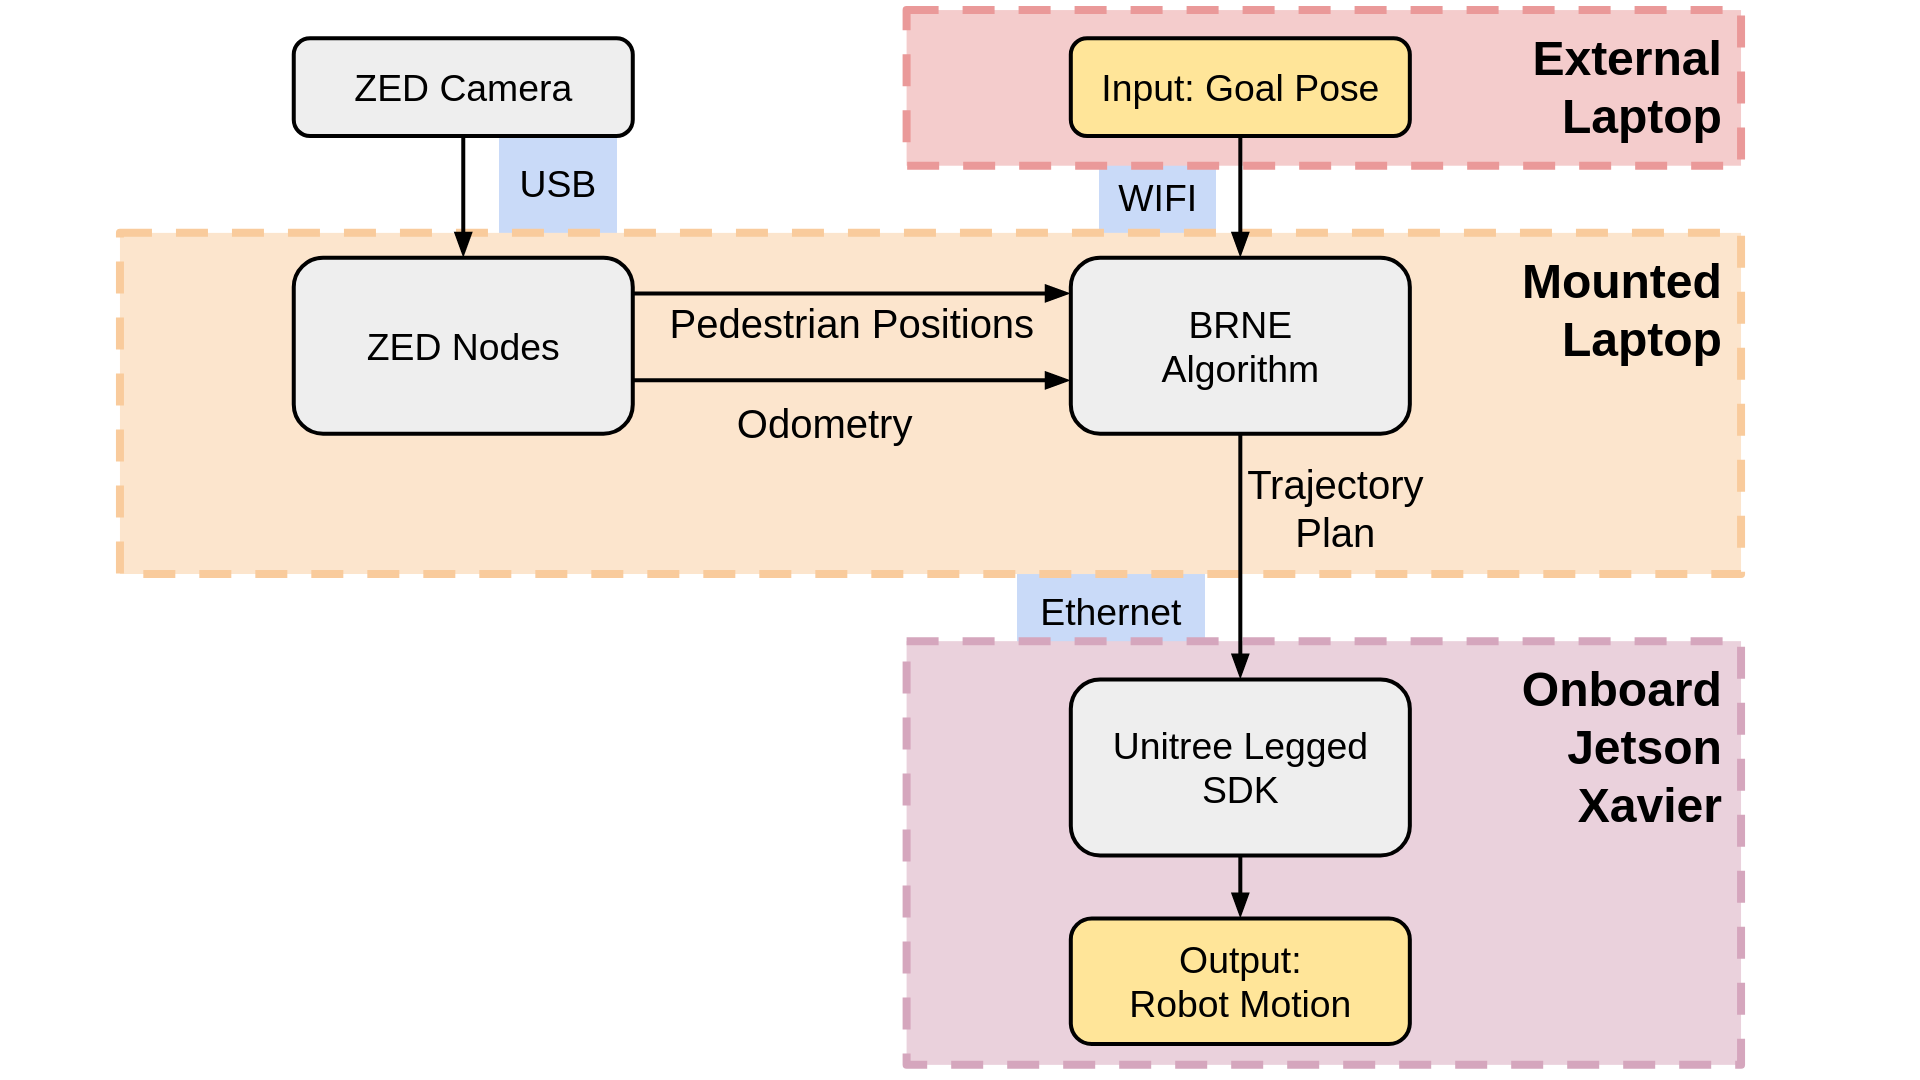 ZED Camera
Input: Goal Pose
External
Laptop
USB
WIFI
Mounted
Laptop
ZED Nodes
Pedestrian Positions
Odometry
BRNE
Algorithm
Trajectory
Plan
Ethernet
Onboard
Jetson
Xavier
Unitree Legged
SDK
Output:
Robot Motion